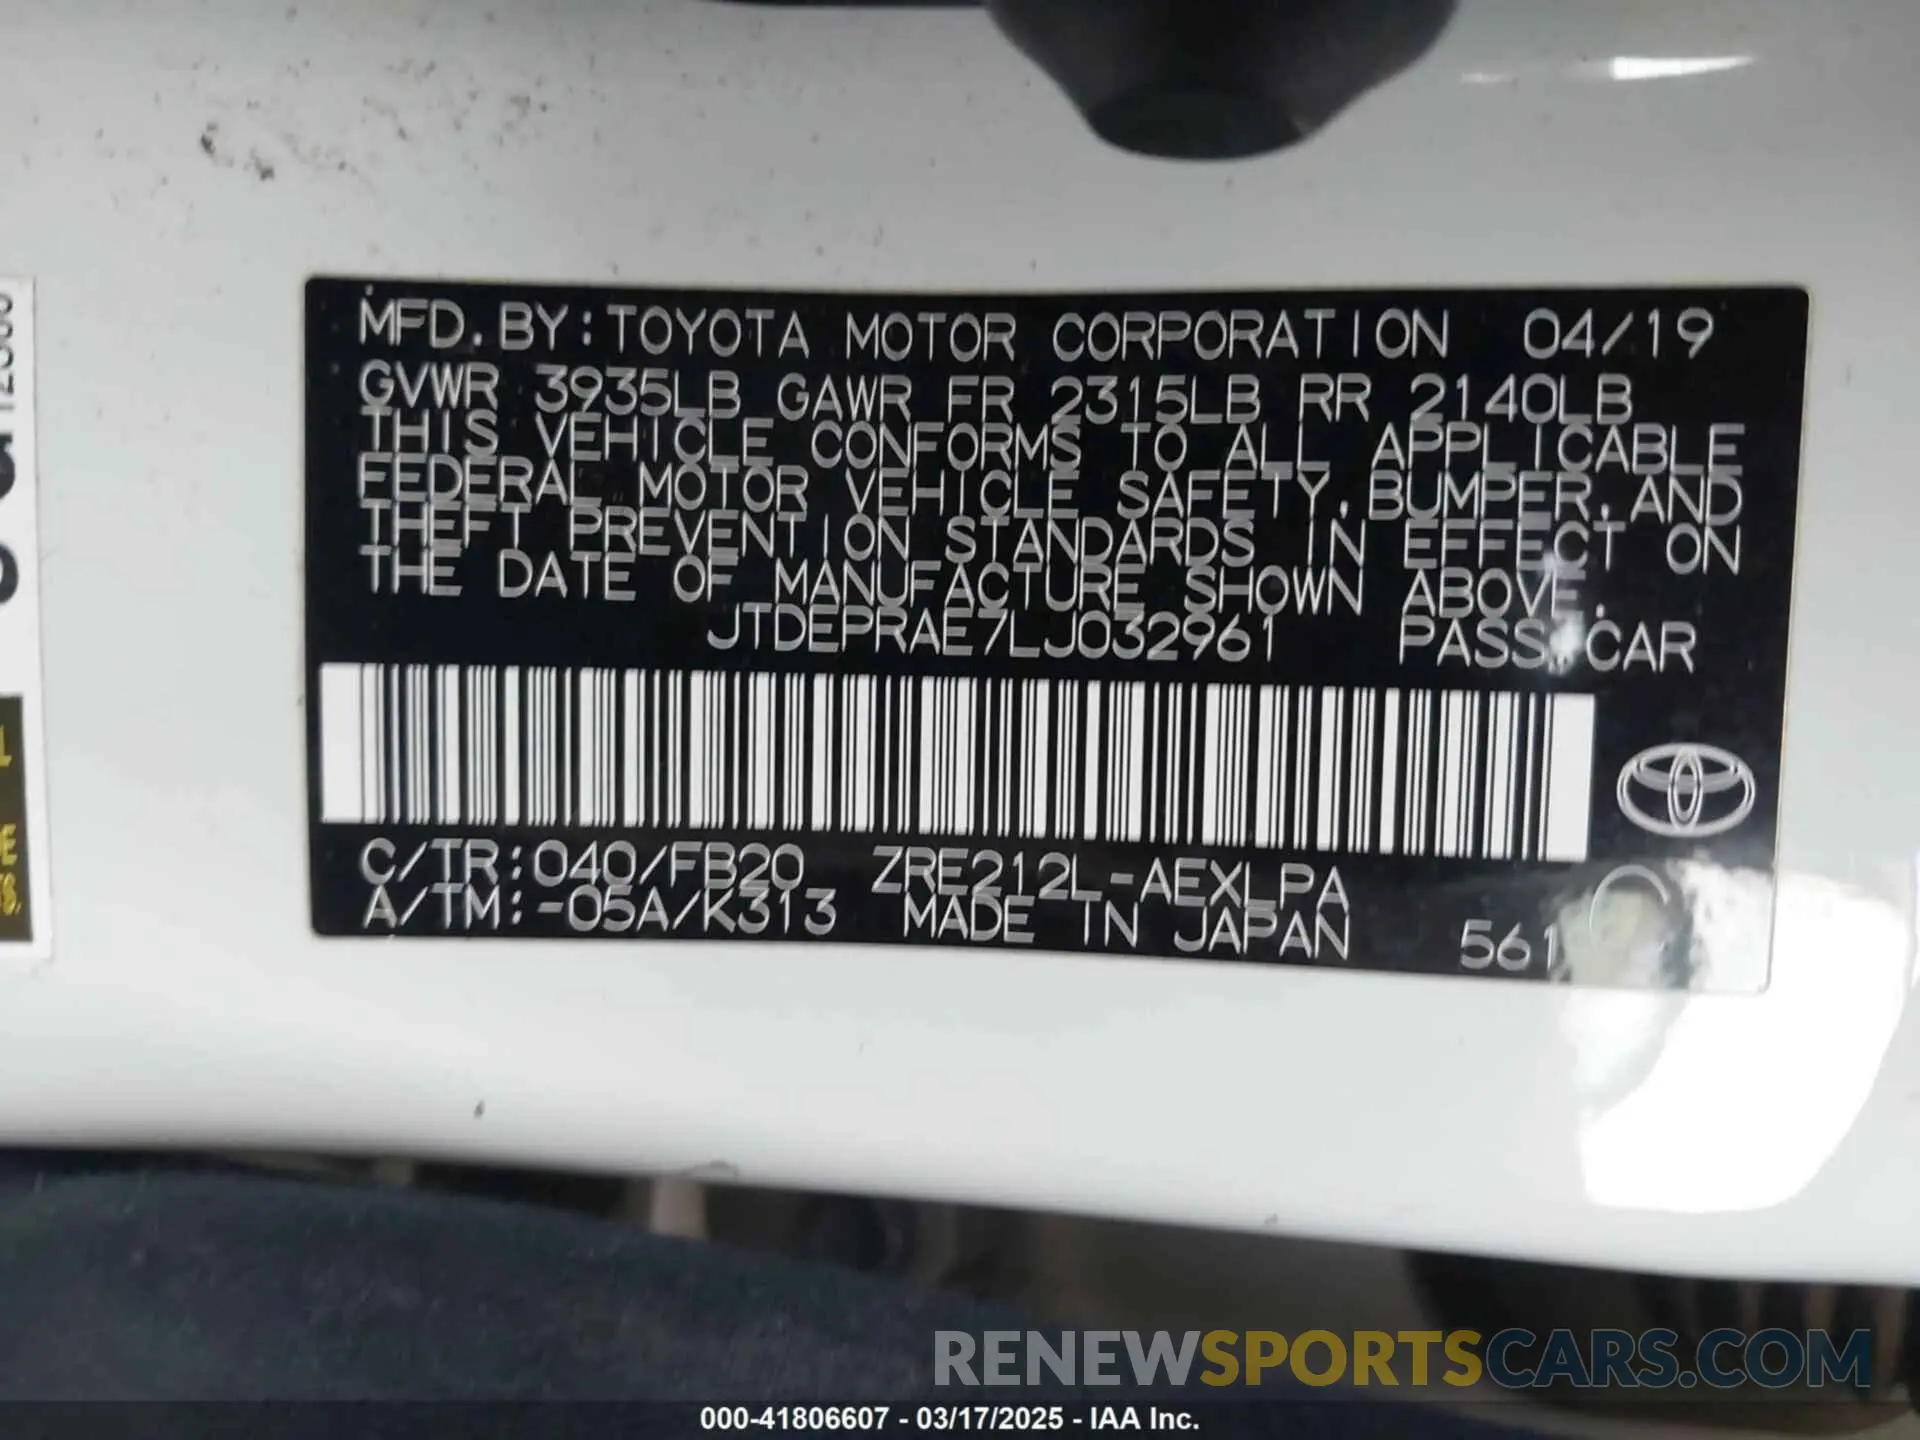 MFD. BY: TOYOTA MOTOR CORPORATION 04/19
GVWR 3935LB GAWR FR 2315LB RR 2140LB
THIS VEHICLE CONFORMS TO ALL APPLICABLE
FEDERAL MOTOR VEHICLE SAFETY, BUMPER, AND
THEFT PREVENTION STANDARDS IN EFFECT ON
THE DATE OF MANUFACTURE SHOWN ABOVE.
JTDEPRAE7LJ032961 PASS. CAR
C/TR: 040/FB20 ZRE212L-AEXLPA
A/TM: -05A/K313 MADE IN JAPAN 561
RENEWSPORTSCARS.COM
000-41806607 - 03/17/2025 - IAA Inc.